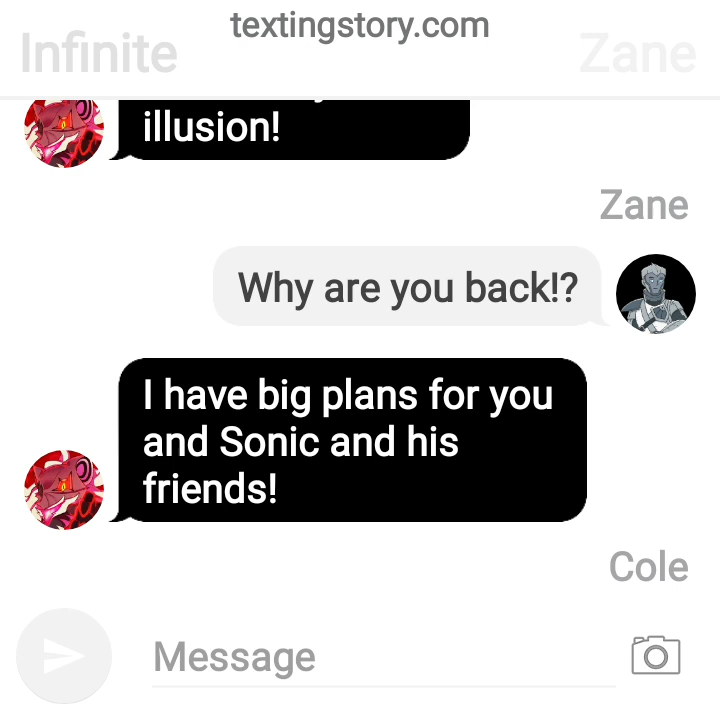 textingstory.com
Infinite
Zane
illusion!
Zane
Why are you back!?
I have big plans for you
and Sonic and his
friends!
Cole
Message